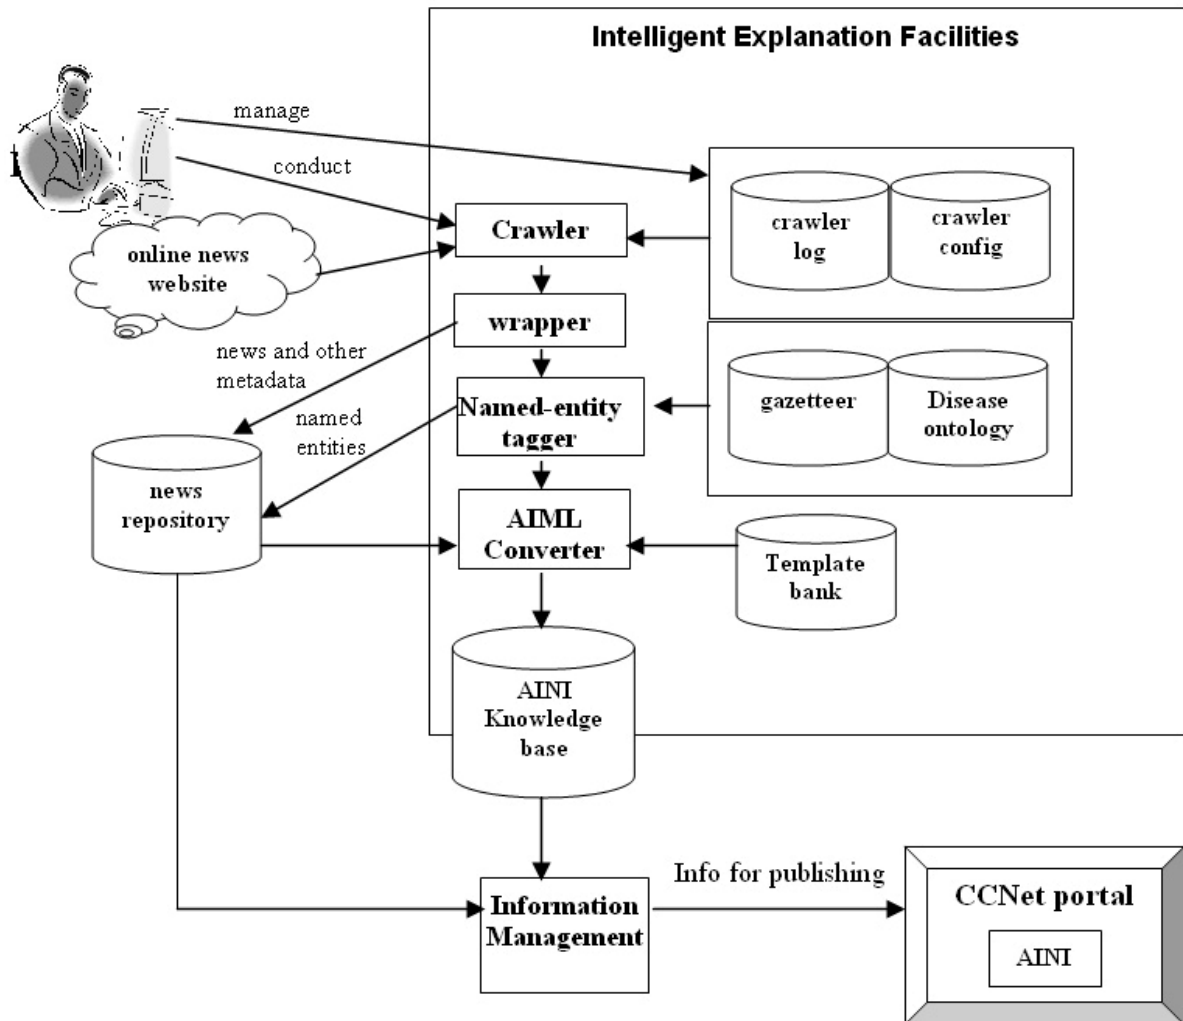 Intelligent Explanation Facilities
manage
conduct
online news
website
Crawler
crawler
log
crawler
config
wrapper
news and other
metadata
Named-entity
tagger
named
entities
gazetteer
Disease
ontology
news
repository
AIML
Converter
Template
bank
AINI
Knowledge
base
Information
Management
Info for publishing
CCNet portal
AINI